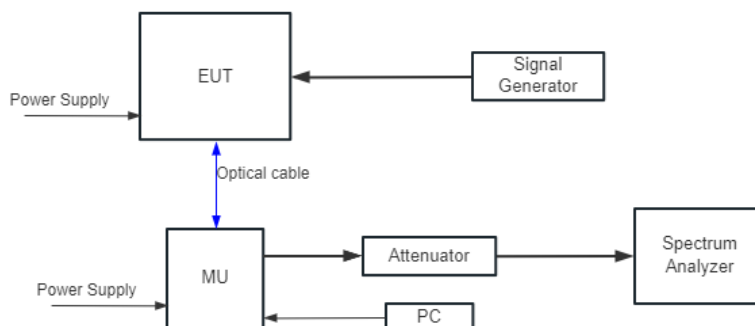 EUT
Signal
Generator
Power Supply
Optical cable
MU
Attenuator
Spectrum
Analyzer
Power Supply
PC